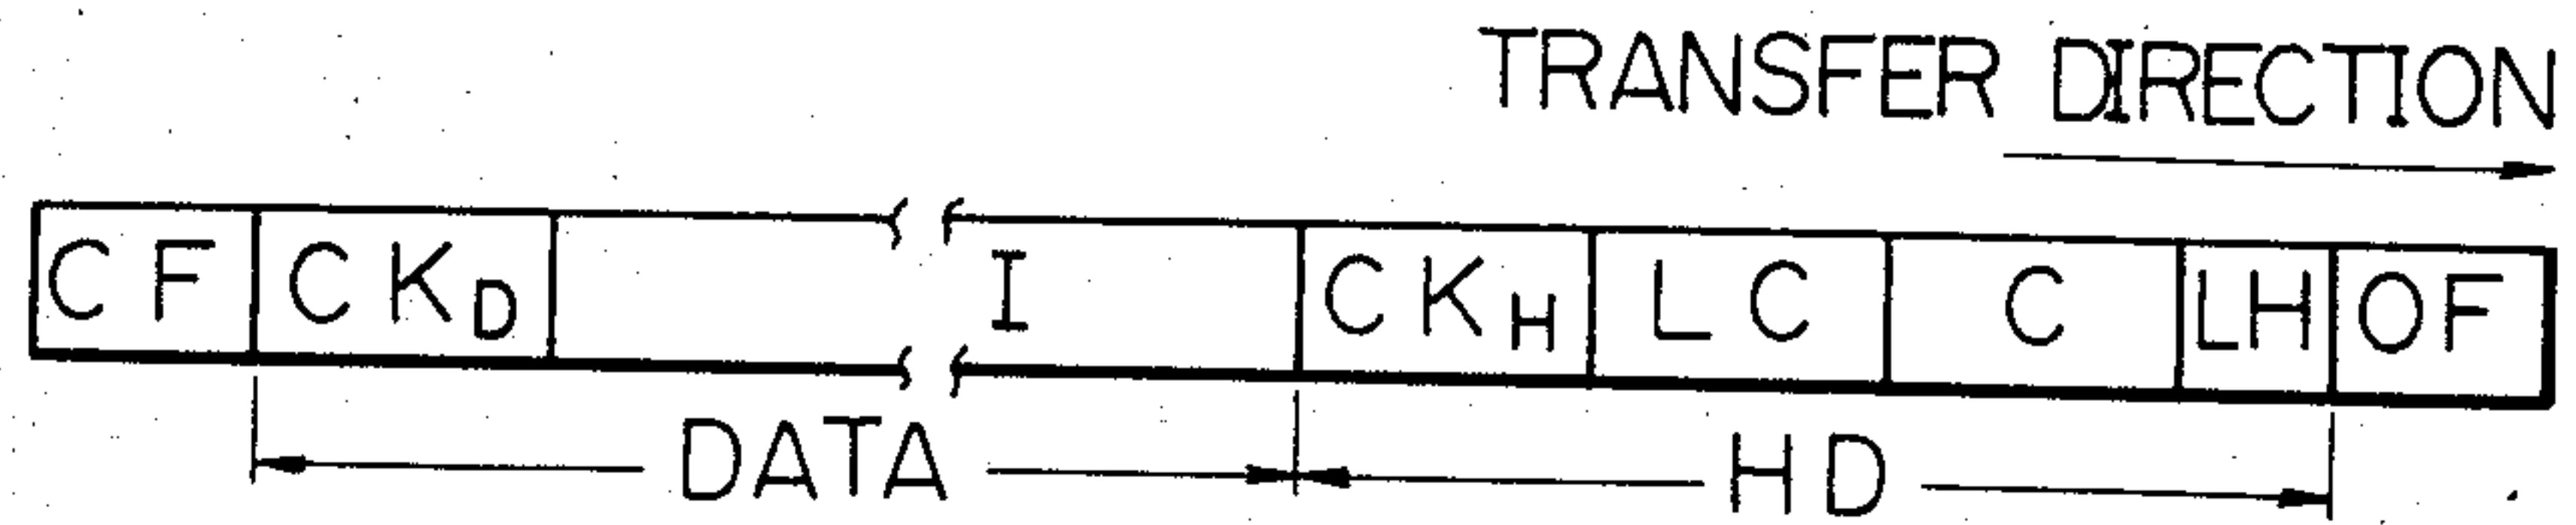 TRANSFER DIRECTION
CF CKD I CKH LC C LH OF
DATA HD